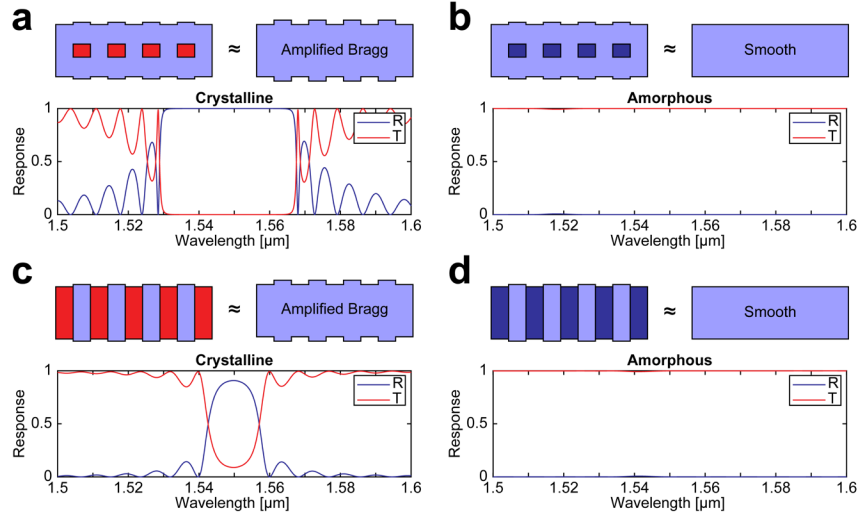 a
≈
Amplified Bragg
Crystalline
Response
1
0.5
0
R
T
1.5
1.52
1.54
1.56
1.58
1.6
Wavelength [µm]
b
≈
Smooth
Amorphous
Response
1
0.5
0
R
T
1.5
1.52
1.54
1.56
1.58
1.6
Wavelength [µm]
c
≈
Amplified Bragg
Crystalline
Response
1
0.5
0
R
T
1.5
1.52
1.54
1.56
1.58
1.6
Wavelength [µm]
d
≈
Smooth
Amorphous
Response
1
0.5
0
R
T
1.5
1.52
1.54
1.56
1.58
1.6
Wavelength [µm]